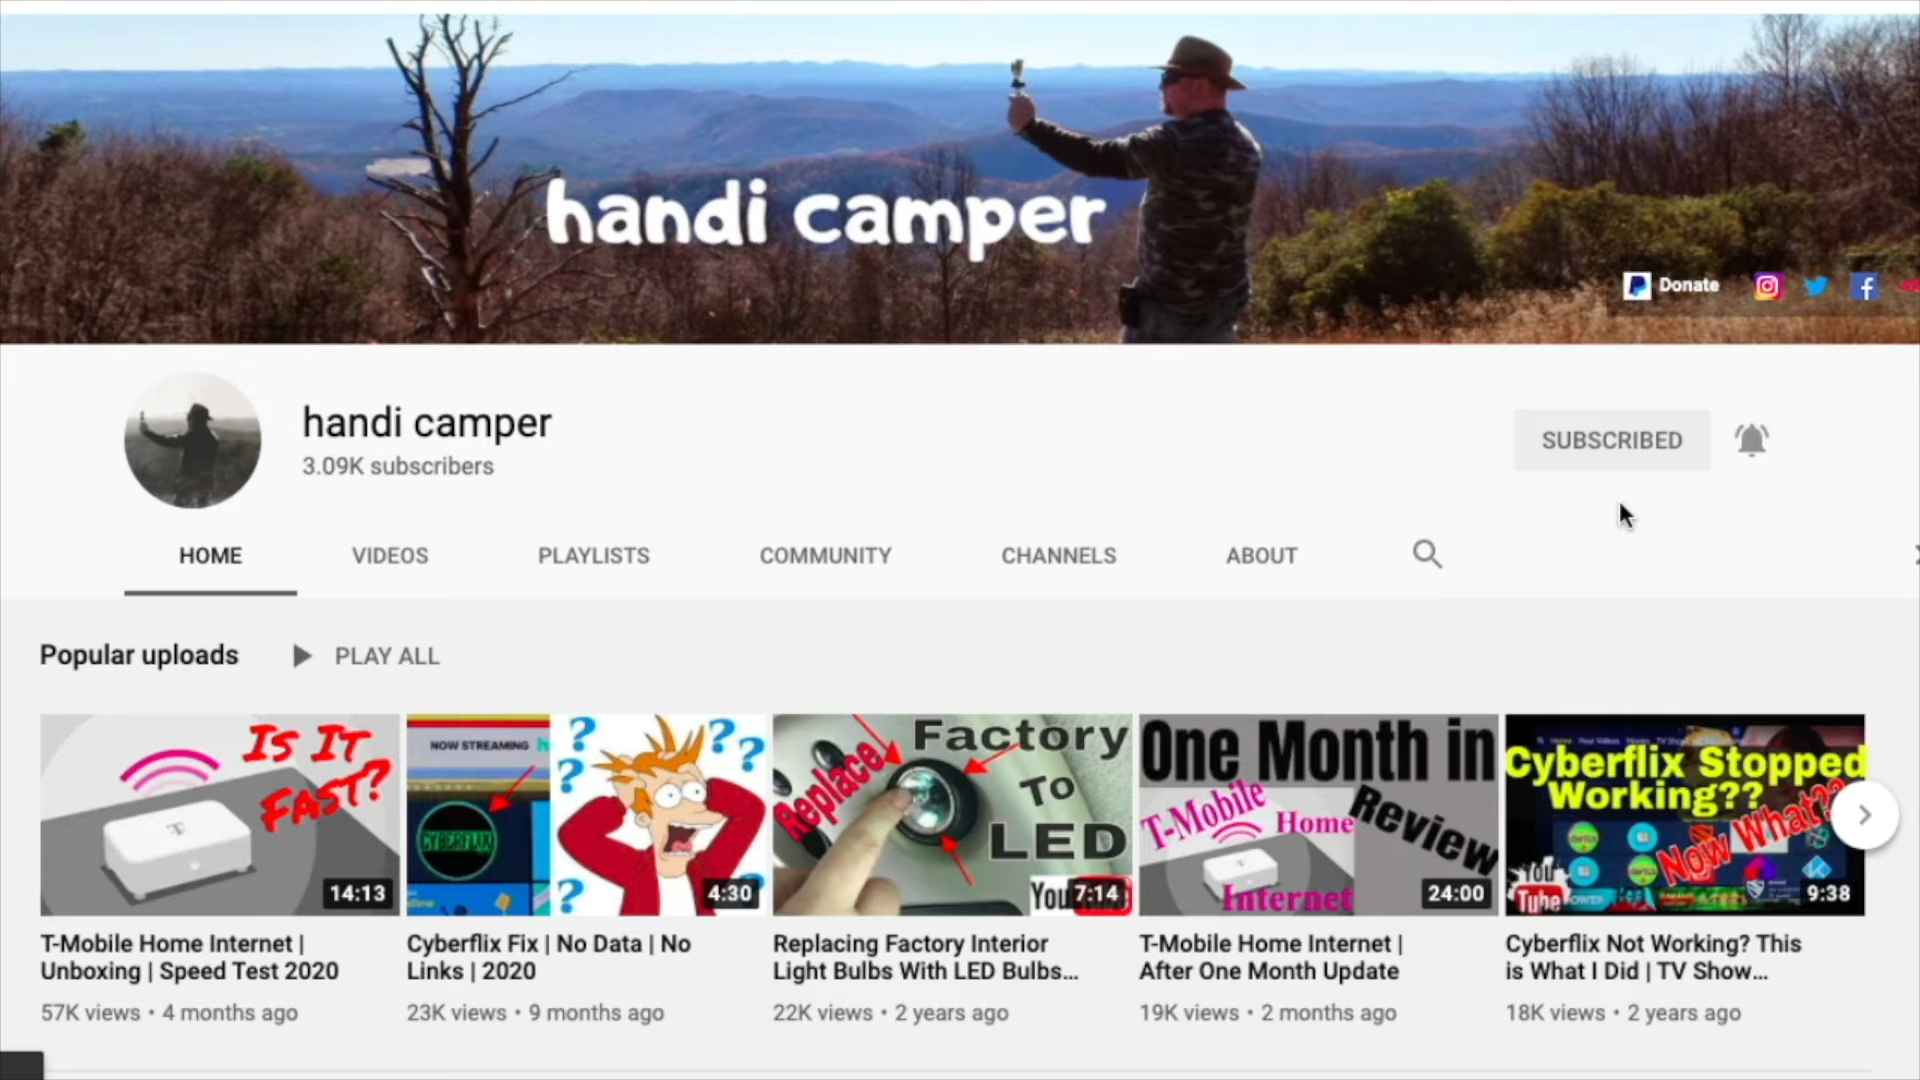 handi camper
Donate
handi camper
3.09K subscribers
SUBSCRIBED
HOME
VIDEOS
PLAYLISTS
COMMUNITY
CHANNELS
ABOUT
Popular uploads
PLAY ALL
IS IT
FAST?
T
14:13
NOW STREAMING
CYBERFLIX
4:30
Factory
To
LED
Replace
7:14
One Month in
Review
T-Mobile
Home
Internet
24:00
Cyberflix Stopped
Working??
Now What??
You
Tube
9:38
T-Mobile Home Internet |
Unboxing | Speed Test 2020
57K views • 4 months ago
Cyberflix Fix | No Data | No
Links | 2020
23K views • 9 months ago
Replacing Factory Interior
Light Bulbs With LED Bulbs...
22K views • 2 years ago
T-Mobile Home Internet |
After One Month Update
19K views • 2 months ago
Cyberflix Not Working? This
is What I Did | TV Show...
18K views • 2 years ago